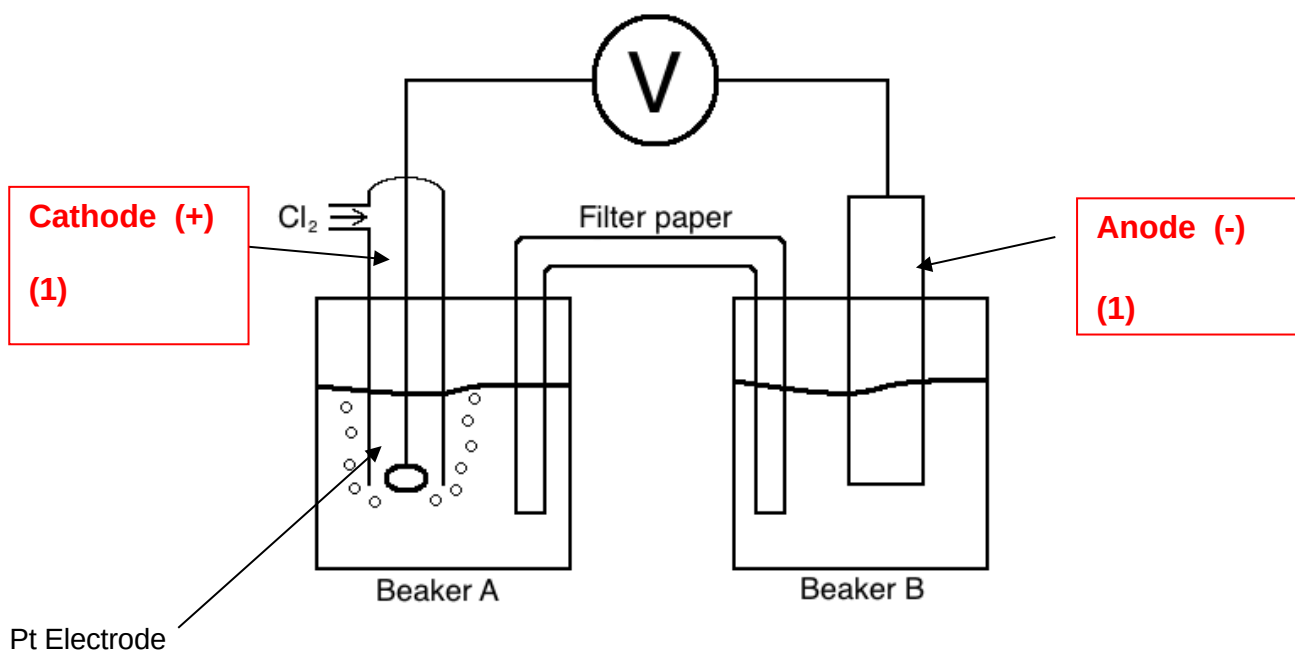 V
Cathode (+)
(1)
Cl₂
Filter paper
Anode (-)
(1)
Beaker A
Beaker B
Pt Electrode